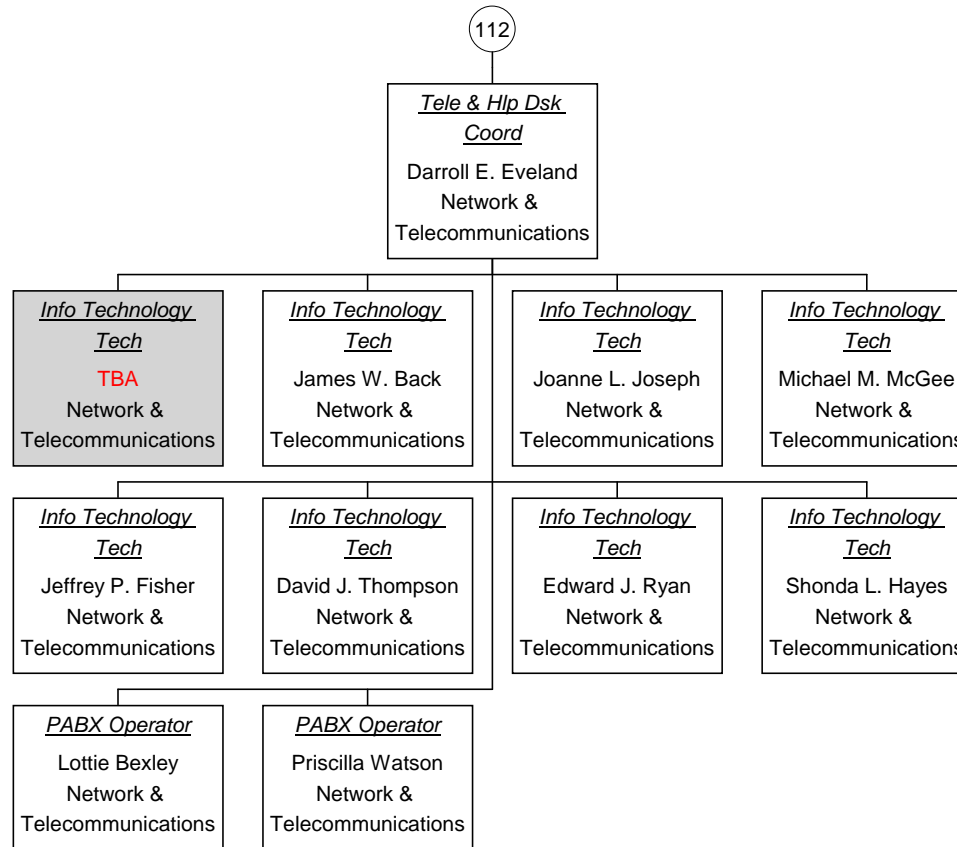 112
Tele & Hlp Dsk
Coord
Darroll E. Eveland
Network &
Telecommunications
Info Technology
Tech
TBA
Network &
Telecommunications
Info Technology
Tech
James W. Back
Network &
Telecommunications
Info Technology
Tech
Joanne L. Joseph
Network &
Telecommunications
Info Technology
Tech
Michael M. McGee
Network &
Telecommunications
Info Technology
Tech
Jeffrey P. Fisher
Network &
Telecommunications
Info Technology
Tech
David J. Thompson
Network &
Telecommunications
Info Technology
Tech
Edward J. Ryan
Network &
Telecommunications
Info Technology
Tech
Shonda L. Hayes
Network &
Telecommunications
PABX Operator
Lottie Bexley
Network &
Telecommunications
PABX Operator
Priscilla Watson
Network &
Telecommunications